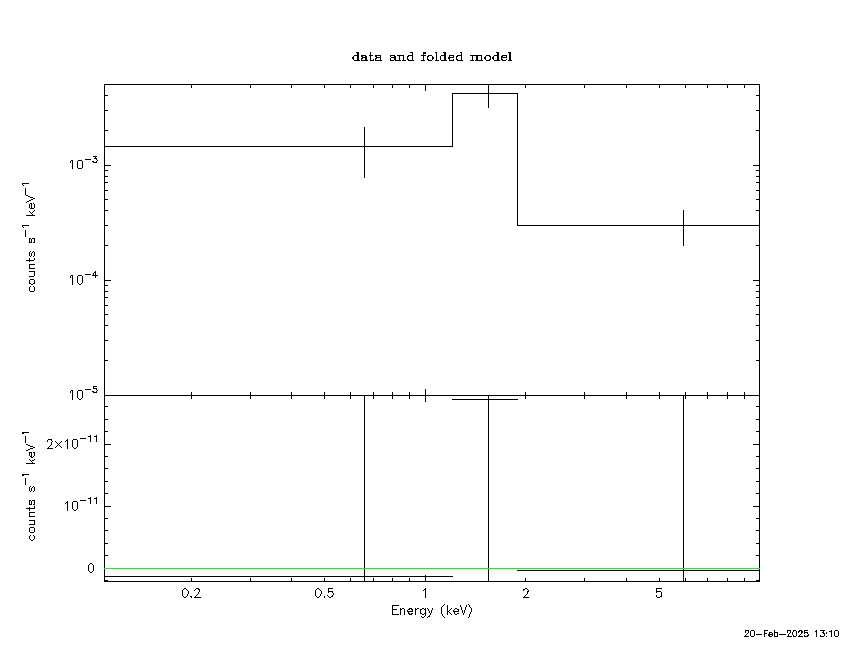 data and folded model
10⁻³
10⁻⁴
10⁻⁵
counts s⁻¹ keV⁻¹
2×10⁻¹¹
10⁻¹¹
0
counts s⁻¹ keV⁻¹
0.2 0.5 1 2 5
Energy (keV)
20-Feb-2025 13:10